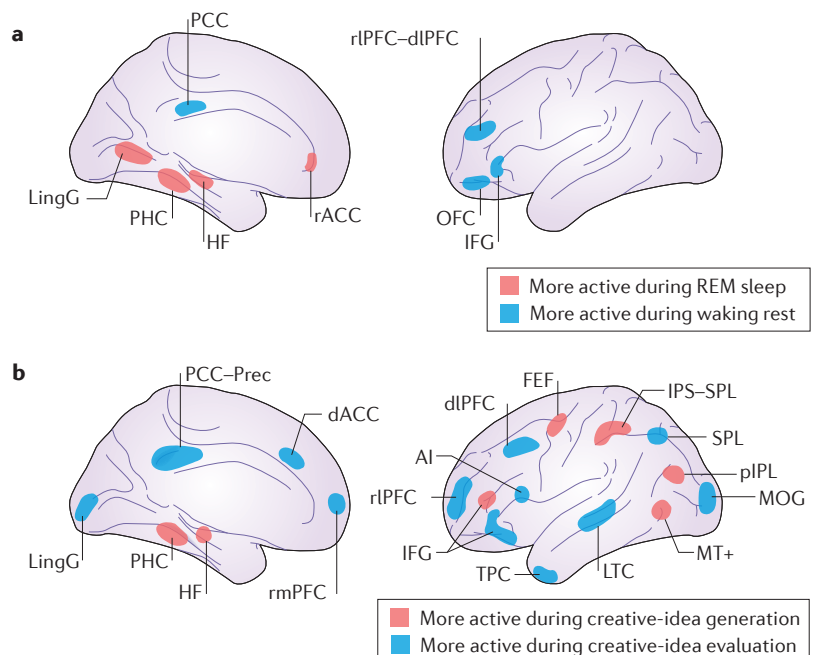 a
PCC
rlPFC–dlPFC
LingG
PHC
HF
rACC
OFC
IFG
More active during REM sleep
More active during waking rest
b
PCC–Prec
dACC
LingG
PHC
HF
rmPFC
FEF
IPS–SPL
dlPFC
SPL
AI
pIPL
rlPFC
MOG
IFG
MT+
TPC
LTC
More active during creative-idea generation
More active during creative-idea evaluation